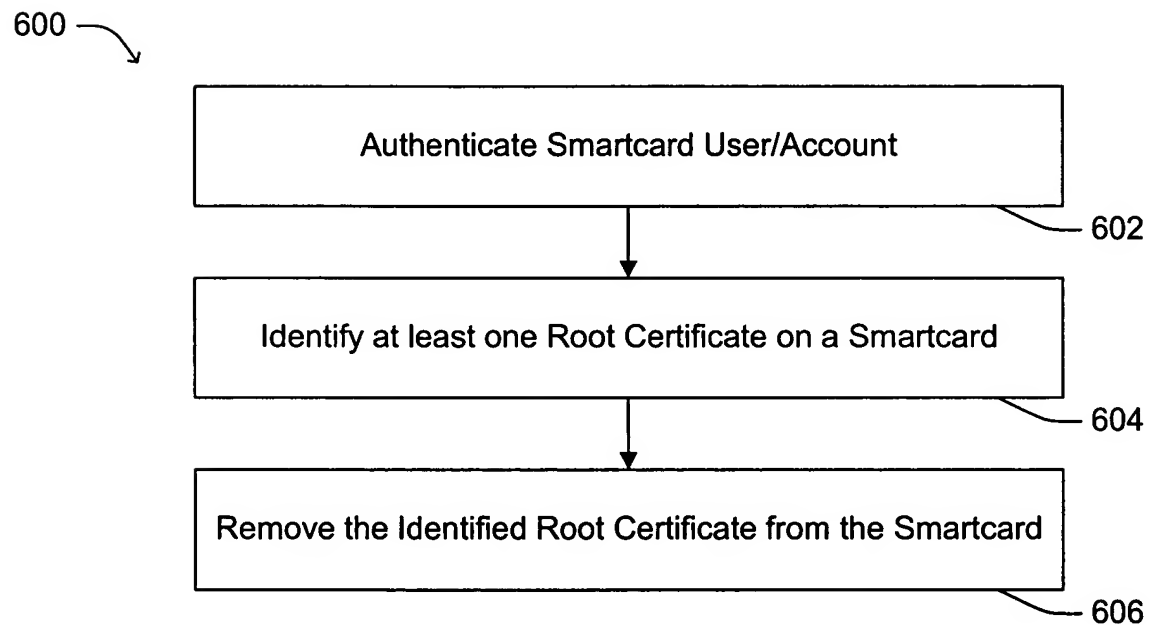 600
Authenticate Smartcard User/Account
602
Identify at least one Root Certificate on a Smartcard
604
Remove the Identified Root Certificate from the Smartcard
606